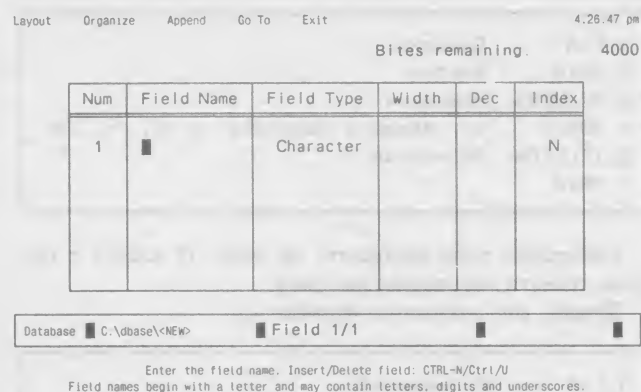 Layout Organize Append Go To Exit 4.26.47 pm
Bites remaining. 4000
Num Field Name Field Type Width Dec Index
1 Character N
Database C:\dbase\<NEW> Field 1/1
Enter the field name. Insert/Delete field: CTRL-N/Ctrl/U
Field names begin with a letter and may contain letters, digits and underscores.